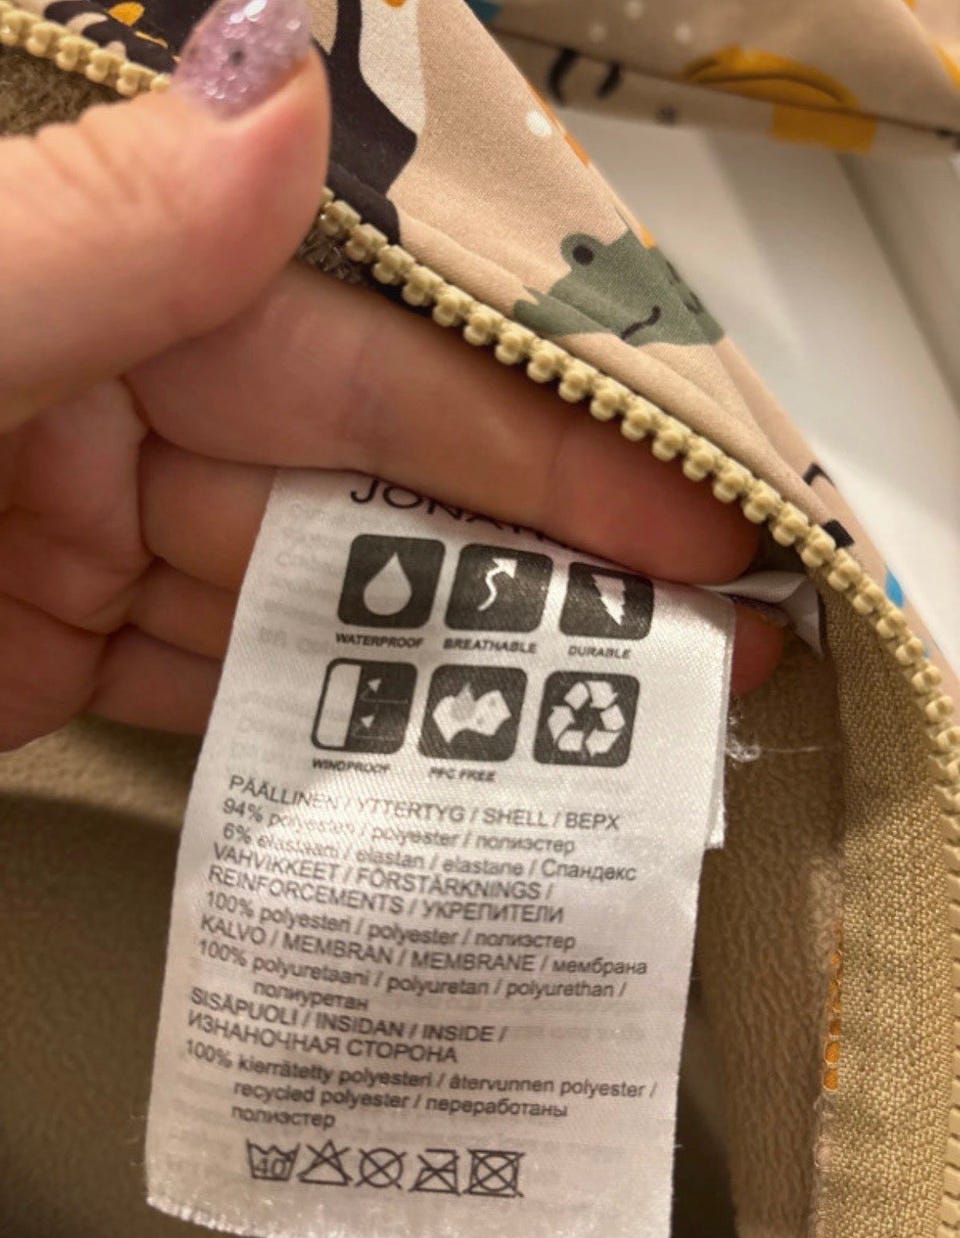 WATERPROOF
BREATHABLE
DURABLE
WINDPROOF
PFC FREE
PÄÄLLINEN / YTTERTYG / SHELL / ВЕРХ
94% polyesteri / polyester / полиэстер
6% elastaani / elastan / elastane / Спандекс
VAHVIKKEET / FÖRSTÄRKNINGS /
REINFORCEMENTS / УКРЕПИТЕЛИ
100% polyesteri / polyester / полиэстер
KALVO / MEMBRAN / MEMBRANE / мембрана
100% polyuretaani / polyuretan / polyurethan /
полиуретан
SISÄPUOLI / INSIDAN / INSIDE /
ИЗНАНОЧНАЯ СТОРОНА
100% kierrätetty polyesteri / återvunnen polyester /
recycled polyester / переработаны
полиэстер
40